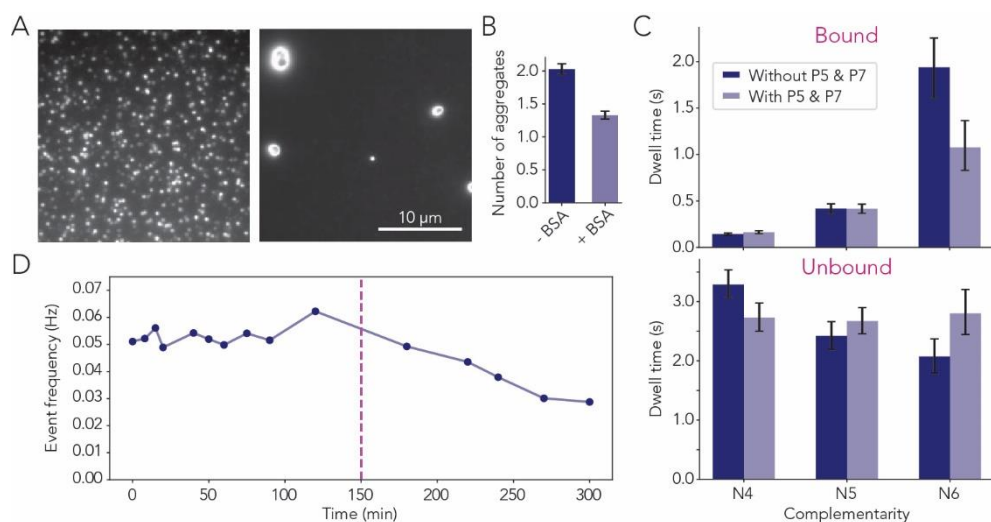 A
10 μm
B
Number of aggregates
2.0
1.5
1.0
0.5
0.0
- BSA
+ BSA
C
Bound
Without P5 & P7
With P5 & P7
Dwell time (s)
2.0
1.5
1.0
0.5
0.0
Unbound
Dwell time (s)
3.0
2.0
1.0
0.0
N4
N5
N6
Complementarity
D
Event frequency (Hz)
0.07
0.06
0.05
0.04
0.03
0.02
0.01
0.00
0
50
100
150
200
250
300
Time (min)